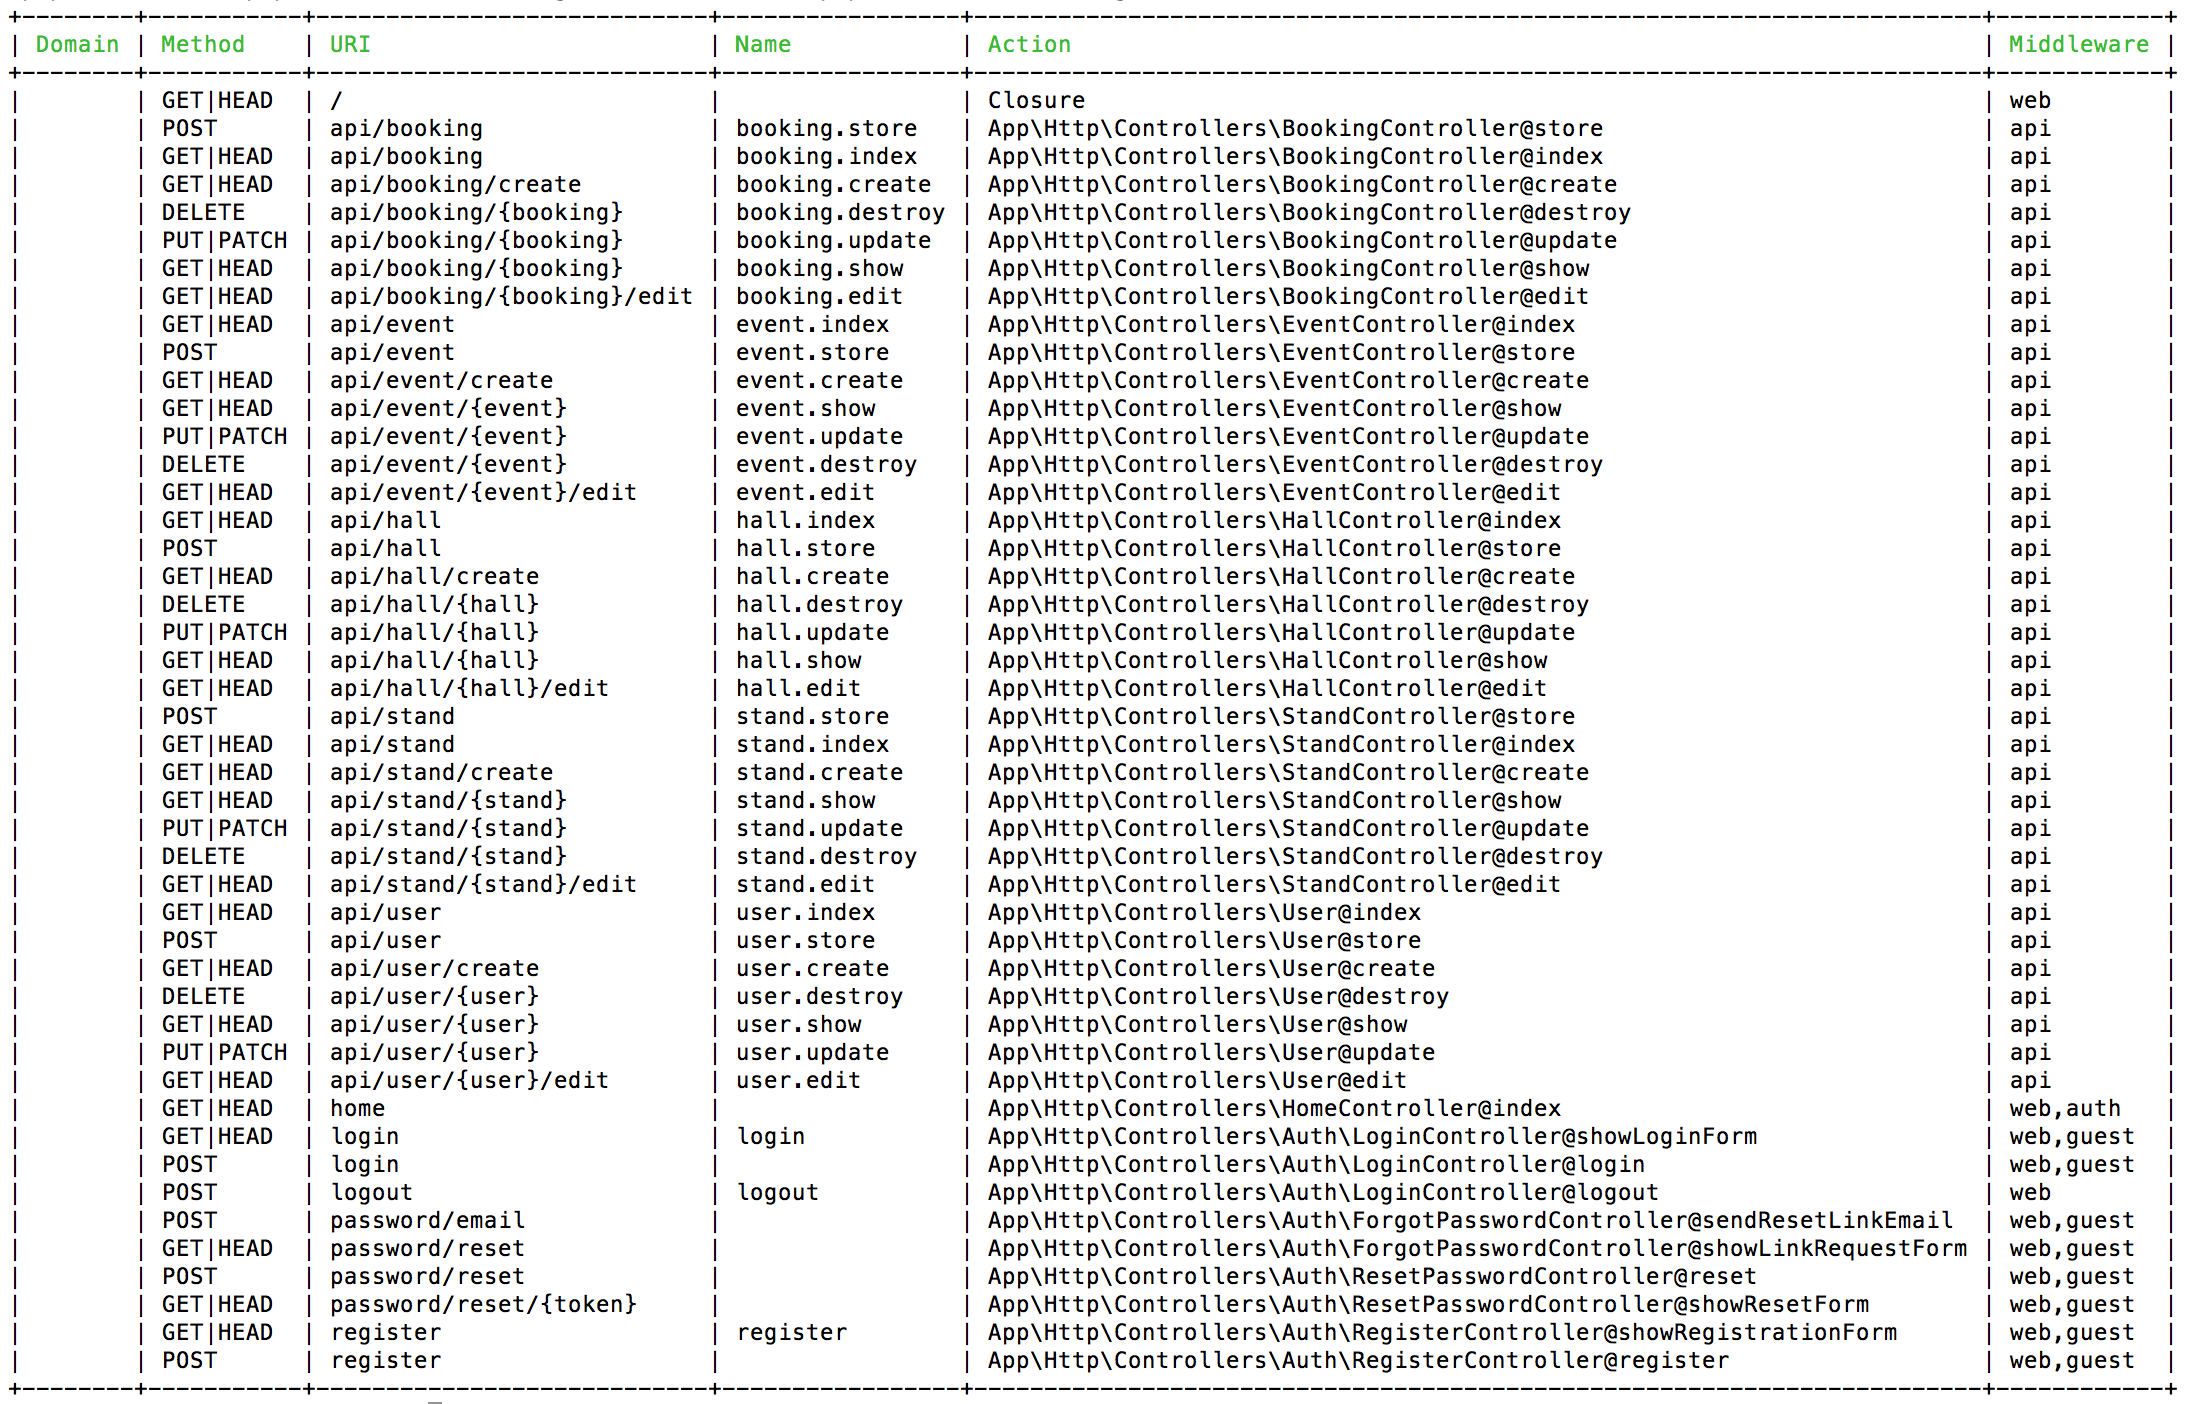 +--------+-----------+----------------------------+-----------------+------------------------------------------------------------------------+------------+
| Domain | Method    | URI                        | Name            | Action                                                                 | Middleware |
+--------+-----------+----------------------------+-----------------+------------------------------------------------------------------------+------------+
|        | GET|HEAD  | /                          |                 | Closure                                                                | web        |
|        | POST      | api/booking                | booking.store   | App\Http\Controllers\BookingController@store                           | api        |
|        | GET|HEAD  | api/booking                | booking.index   | App\Http\Controllers\BookingController@index                           | api        |
|        | GET|HEAD  | api/booking/create         | booking.create  | App\Http\Controllers\BookingController@create                          | api        |
|        | DELETE    | api/booking/{booking}      | booking.destroy | App\Http\Controllers\BookingController@destroy                         | api        |
|        | PUT|PATCH | api/booking/{booking}      | booking.update  | App\Http\Controllers\BookingController@update                          | api        |
|        | GET|HEAD  | api/booking/{booking}      | booking.show    | App\Http\Controllers\BookingController@show                            | api        |
|        | GET|HEAD  | api/booking/{booking}/edit | booking.edit    | App\Http\Controllers\BookingController@edit                            | api        |
|        | GET|HEAD  | api/event                  | event.index     | App\Http\Controllers\EventController@index                             | api        |
|        | POST      | api/event                  | event.store     | App\Http\Controllers\EventController@store                             | api        |
|        | GET|HEAD  | api/event/create           | event.create    | App\Http\Controllers\EventController@create                            | api        |
|        | GET|HEAD  | api/event/{event}          | event.show      | App\Http\Controllers\EventController@show                              | api        |
|        | PUT|PATCH | api/event/{event}          | event.update    | App\Http\Controllers\EventController@update                            | api        |
|        | DELETE    | api/event/{event}          | event.destroy   | App\Http\Controllers\EventController@destroy                           | api        |
|        | GET|HEAD  | api/event/{event}/edit     | event.edit      | App\Http\Controllers\EventController@edit                              | api        |
|        | GET|HEAD  | api/hall                   | hall.index      | App\Http\Controllers\HallController@index                              | api        |
|        | POST      | api/hall                   | hall.store      | App\Http\Controllers\HallController@store                              | api        |
|        | GET|HEAD  | api/hall/create            | hall.create     | App\Http\Controllers\HallController@create                             | api        |
|        | DELETE    | api/hall/{hall}            | hall.destroy    | App\Http\Controllers\HallController@destroy                            | api        |
|        | PUT|PATCH | api/hall/{hall}            | hall.update     | App\Http\Controllers\HallController@update                             | api        |
|        | GET|HEAD  | api/hall/{hall}            | hall.show       | App\Http\Controllers\HallController@show                               | api        |
|        | GET|HEAD  | api/hall/{hall}/edit       | hall.edit       | App\Http\Controllers\HallController@edit                               | api        |
|        | POST      | api/stand                  | stand.store     | App\Http\Controllers\StandController@store                             | api        |
|        | GET|HEAD  | api/stand                  | stand.index     | App\Http\Controllers\StandController@index                             | api        |
|        | GET|HEAD  | api/stand/create           | stand.create    | App\Http\Controllers\StandController@create                            | api        |
|        | GET|HEAD  | api/stand/{stand}          | stand.show      | App\Http\Controllers\StandController@show                              | api        |
|        | PUT|PATCH | api/stand/{stand}          | stand.update    | App\Http\Controllers\StandController@update                            | api        |
|        | DELETE    | api/stand/{stand}          | stand.destroy   | App\Http\Controllers\StandController@destroy                           | api        |
|        | GET|HEAD  | api/stand/{stand}/edit     | stand.edit      | App\Http\Controllers\StandController@edit                              | api        |
|        | GET|HEAD  | api/user                   | user.index      | App\Http\Controllers\User@index                                        | api        |
|        | POST      | api/user                   | user.store      | App\Http\Controllers\User@store                                        | api        |
|        | GET|HEAD  | api/user/create            | user.create     | App\Http\Controllers\User@create                                       | api        |
|        | DELETE    | api/user/{user}            | user.destroy    | App\Http\Controllers\User@destroy                                      | api        |
|        | GET|HEAD  | api/user/{user}            | user.show       | App\Http\Controllers\User@show                                         | api        |
|        | PUT|PATCH | api/user/{user}            | user.update     | App\Http\Controllers\User@update                                       | api        |
|        | GET|HEAD  | api/user/{user}/edit       | user.edit       | App\Http\Controllers\User@edit                                         | api        |
|        | GET|HEAD  | home                       |                 | App\Http\Controllers\HomeController@index                              | web,auth   |
|        | GET|HEAD  | login                      | login           | App\Http\Controllers\Auth\LoginController@showLoginForm                | web,guest  |
|        | POST      | login                      |                 | App\Http\Controllers\Auth\LoginController@login                        | web,guest  |
|        | POST      | logout                     | logout          | App\Http\Controllers\Auth\LoginController@logout                       | web        |
|        | POST      | password/email             |                 | App\Http\Controllers\Auth\ForgotPasswordController@sendResetLinkEmail  | web,guest  |
|        | GET|HEAD  | password/reset             |                 | App\Http\Controllers\Auth\ForgotPasswordController@showLinkRequestForm | web,guest  |
|        | POST      | password/reset             |                 | App\Http\Controllers\Auth\ResetPasswordController@reset                | web,guest  |
|        | GET|HEAD  | password/reset/{token}     |                 | App\Http\Controllers\Auth\ResetPasswordController@showResetForm        | web,guest  |
|        | GET|HEAD  | register                   | register        | App\Http\Controllers\Auth\RegisterController@showRegistrationForm      | web,guest  |
|        | POST      | register                   |                 | App\Http\Controllers\Auth\RegisterController@register                  | web,guest  |
+--------+-----------+----------------------------+-----------------+------------------------------------------------------------------------+------------+